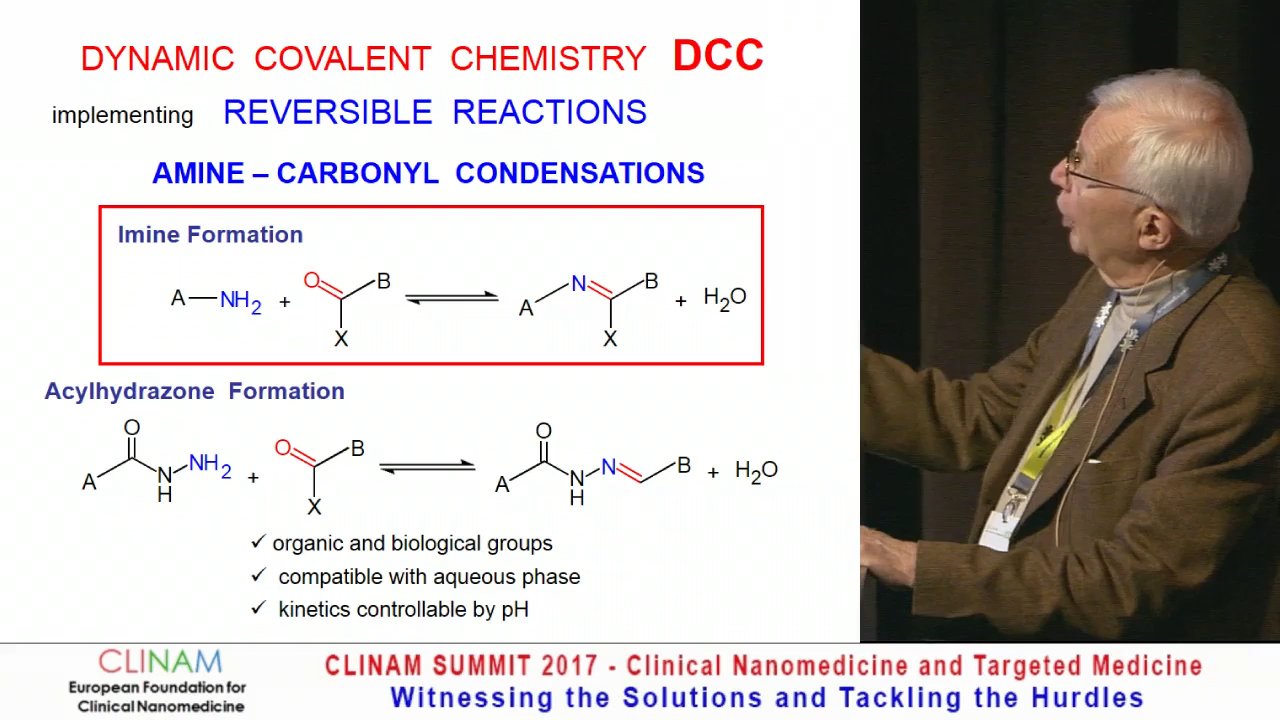 DYNAMIC COVALENT CHEMISTRY DCC
implementing REVERSIBLE REACTIONS
AMINE – CARBONYL CONDENSATIONS
Imine Formation
A NH2 + O B X A N B X + H2O
Acylhydrazone Formation
O A N H NH2 + O B X O A N H N B + H2O
✓ organic and biological groups
✓ compatible with aqueous phase
✓ kinetics controllable by pH
CLINAM
European Foundation for
Clinical Nanomedicine
CLINAM SUMMIT 2017 - Clinical Nanomedicine and Targeted Medicine
Witnessing the Solutions and Tackling the Hurdles